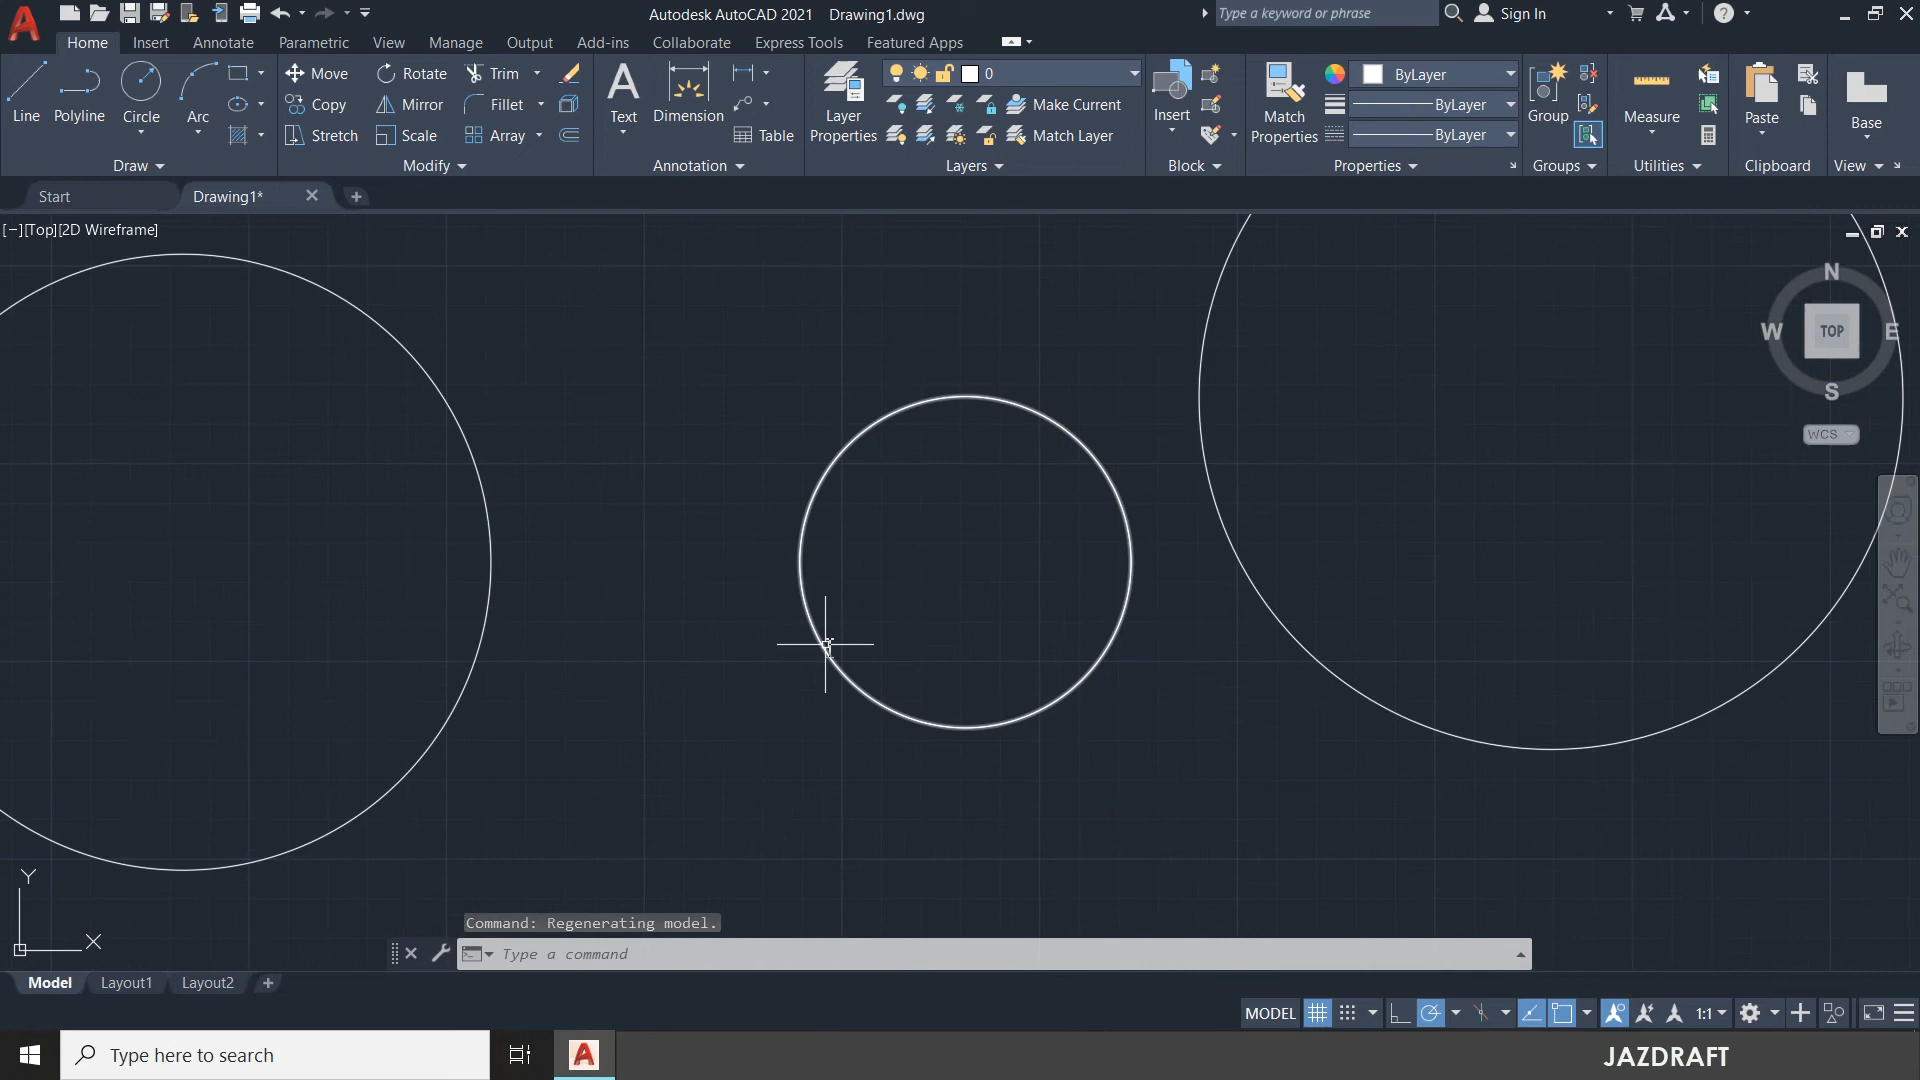 Autodesk AutoCAD 2021 Drawing1.dwg
Type a keyword or phrase
Sign In
Home Insert Annotate Parametric View Manage Output Add-ins Collaborate Express Tools Featured Apps
Line Polyline Circle Arc
Move Rotate Trim
Copy Mirror Fillet
Stretch Scale Array
Text Dimension Table
Layer Properties
0
Make Current
Match Layer
Insert
Match Properties
ByLayer
ByLayer
ByLayer
Group
Measure
Paste
Base
Draw Modify Annotation Layers Block Properties Groups Utilities Clipboard View
Start Drawing1*
[−][Top][2D Wireframe]
N
W TOP E
S
WCS
Y
X
Command: Regenerating model.
Type a command
Model Layout1 Layout2
MODEL 1:1
Type here to search
JAZDRAFT